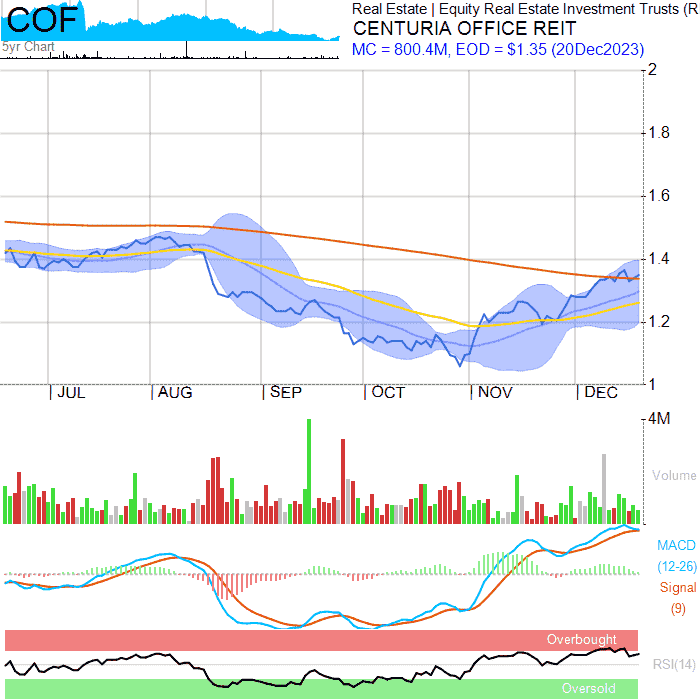 COF
5yr Chart
Real Estate | Equity Real Estate Investment Trusts (R
CENTURIA OFFICE REIT
MC = 800.4M, EOD = $1.35 (20Dec2023)
2
1.8
1.6
1.4
1.2
1
JUL AUG SEP OCT NOV DEC
4M
Volume
MACD
(12-26)
Signal
(9)
Overbought
RSI(14)
Oversold